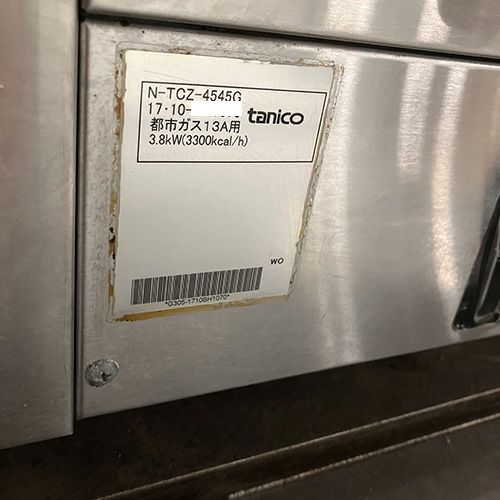 N-TCZ-4545G
17·10- tanico
都市ガス13A用
3.8kW(3300kcal/h)
WO
*G305-1710BH1070*